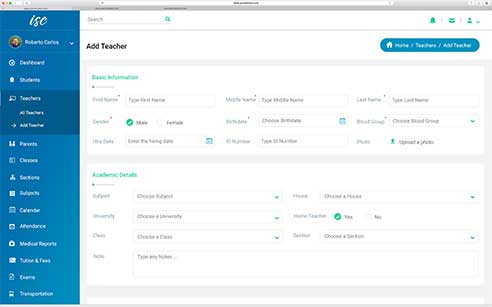 isc
Search
Roberto Carlos
Add Teacher
Home / Teachers / Add Teacher
Dashboard
Students
Teachers
All Teachers
Add Teacher
Parents
Classes
Sections
Subjects
Calendar
Attendance
Medical Reports
Tuition & Fees
Exams
Transportation
Basic Information
First Name * Type First Name Middle Name * Type Middle Name Last Name * Type Last Name
Gender * Male Female Birthdate * Choose Birthdate Blood Group * Choose Blood Group
Hire Date Enter the hiring date ID Number Type ID Number Photo Upload a photo
Academic Details
Subject Choose Subject House Choose a House
University Choose a University Home Teacher Yes No
Class Choose a Class Section Choose a Section
Note Type any Notes ...